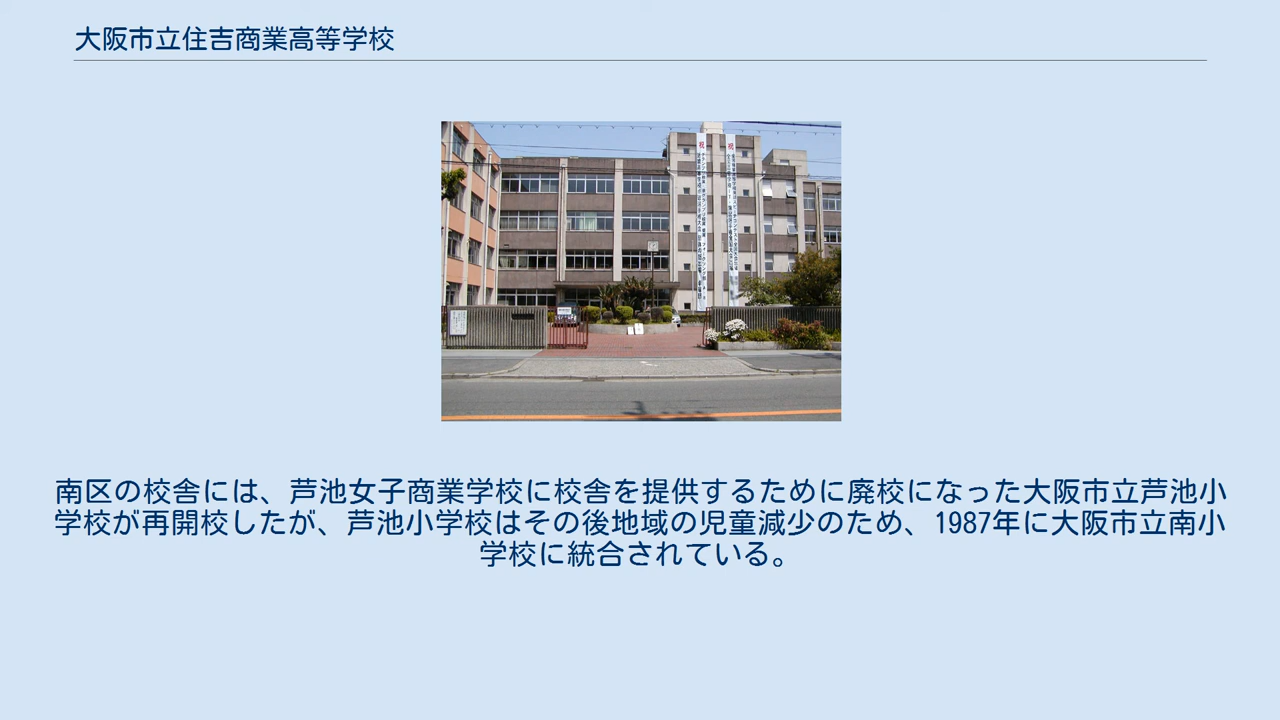 大阪市立住吉商業高等学校
祝
祝
南区の校舎には、芦池女子商業学校に校舎を提供するために廃校になった大阪市立芦池小
学校が再開校したが、芦池小学校はその後地域の児童減少のため、1987年に大阪市立南小
学校に統合されている。